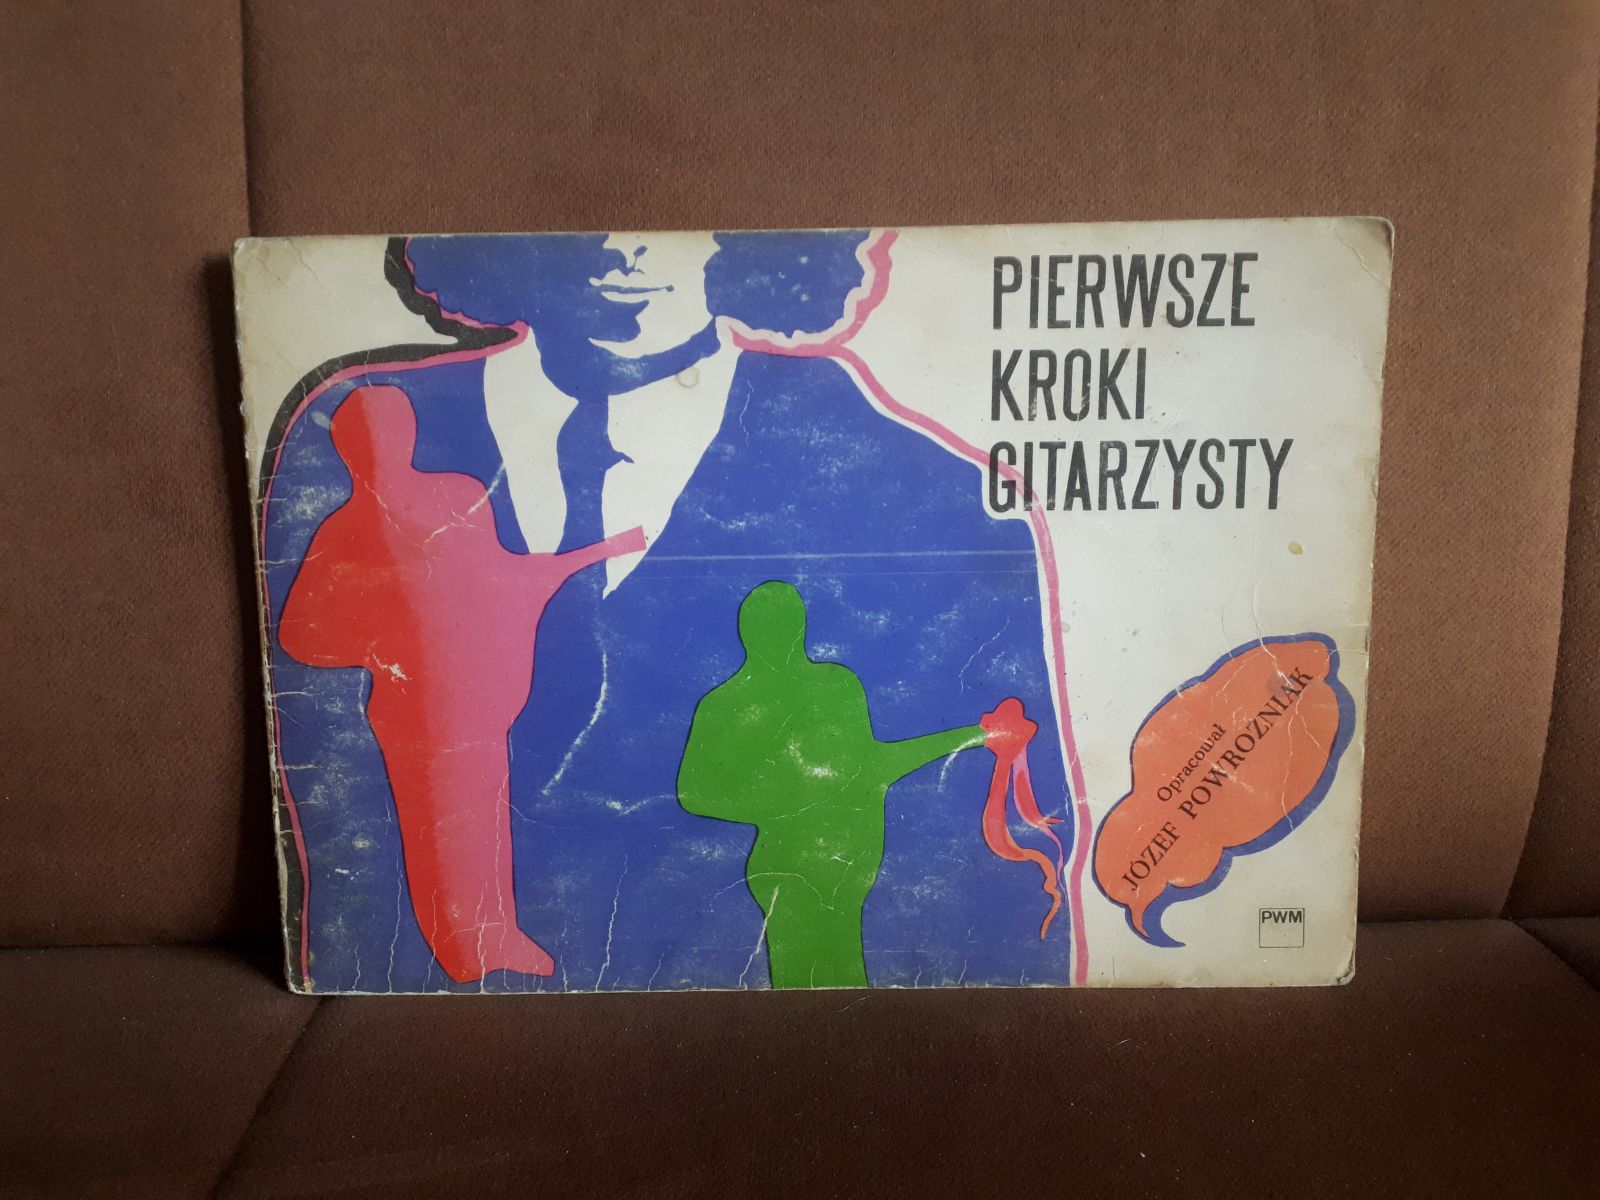 PIERWSZE
KROKI
GITARZYSTY
Opracował
JÓZEF POWROŹNIAK
PWM